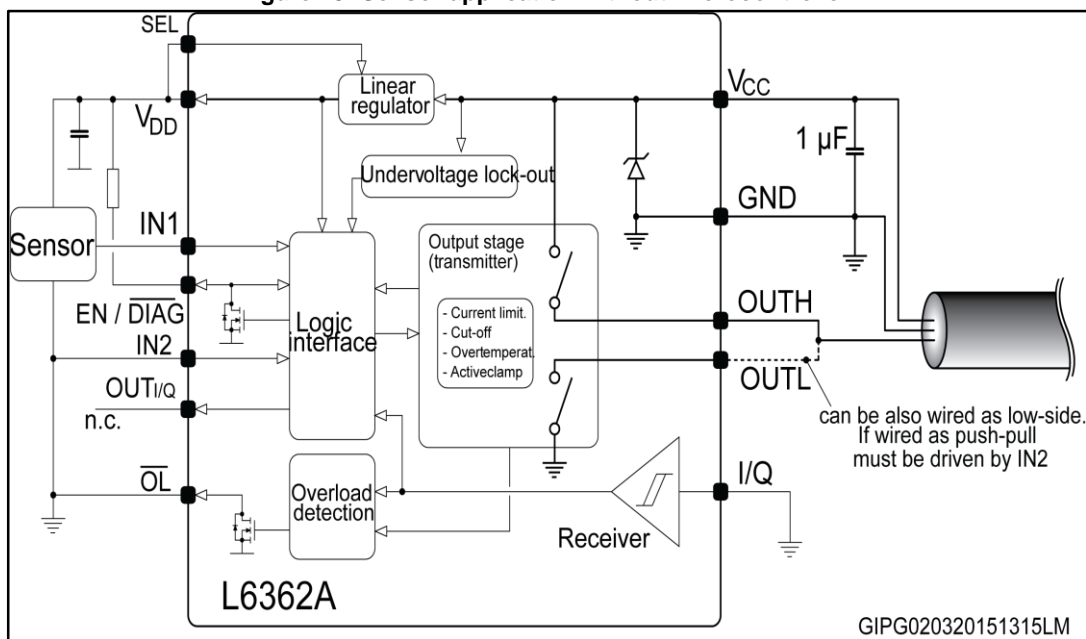 SEL
Linear
regulator
VCC
VDD
1 µF
Undervoltage lock-out
GND
IN1
Sensor
Output stage
(transmitter)
EN / DIAG
Logic
interface
- Current limit.
- Cut-off
- Overtemperat.
- Activeclamp
OUTH
IN2
OUTL
OUTI/Q
n.c.
can be also wired as low-side.
If wired as push-pull
must be driven by IN2
OL
Overload
detection
I/Q
Receiver
L6362A
GIPG020320151315LM